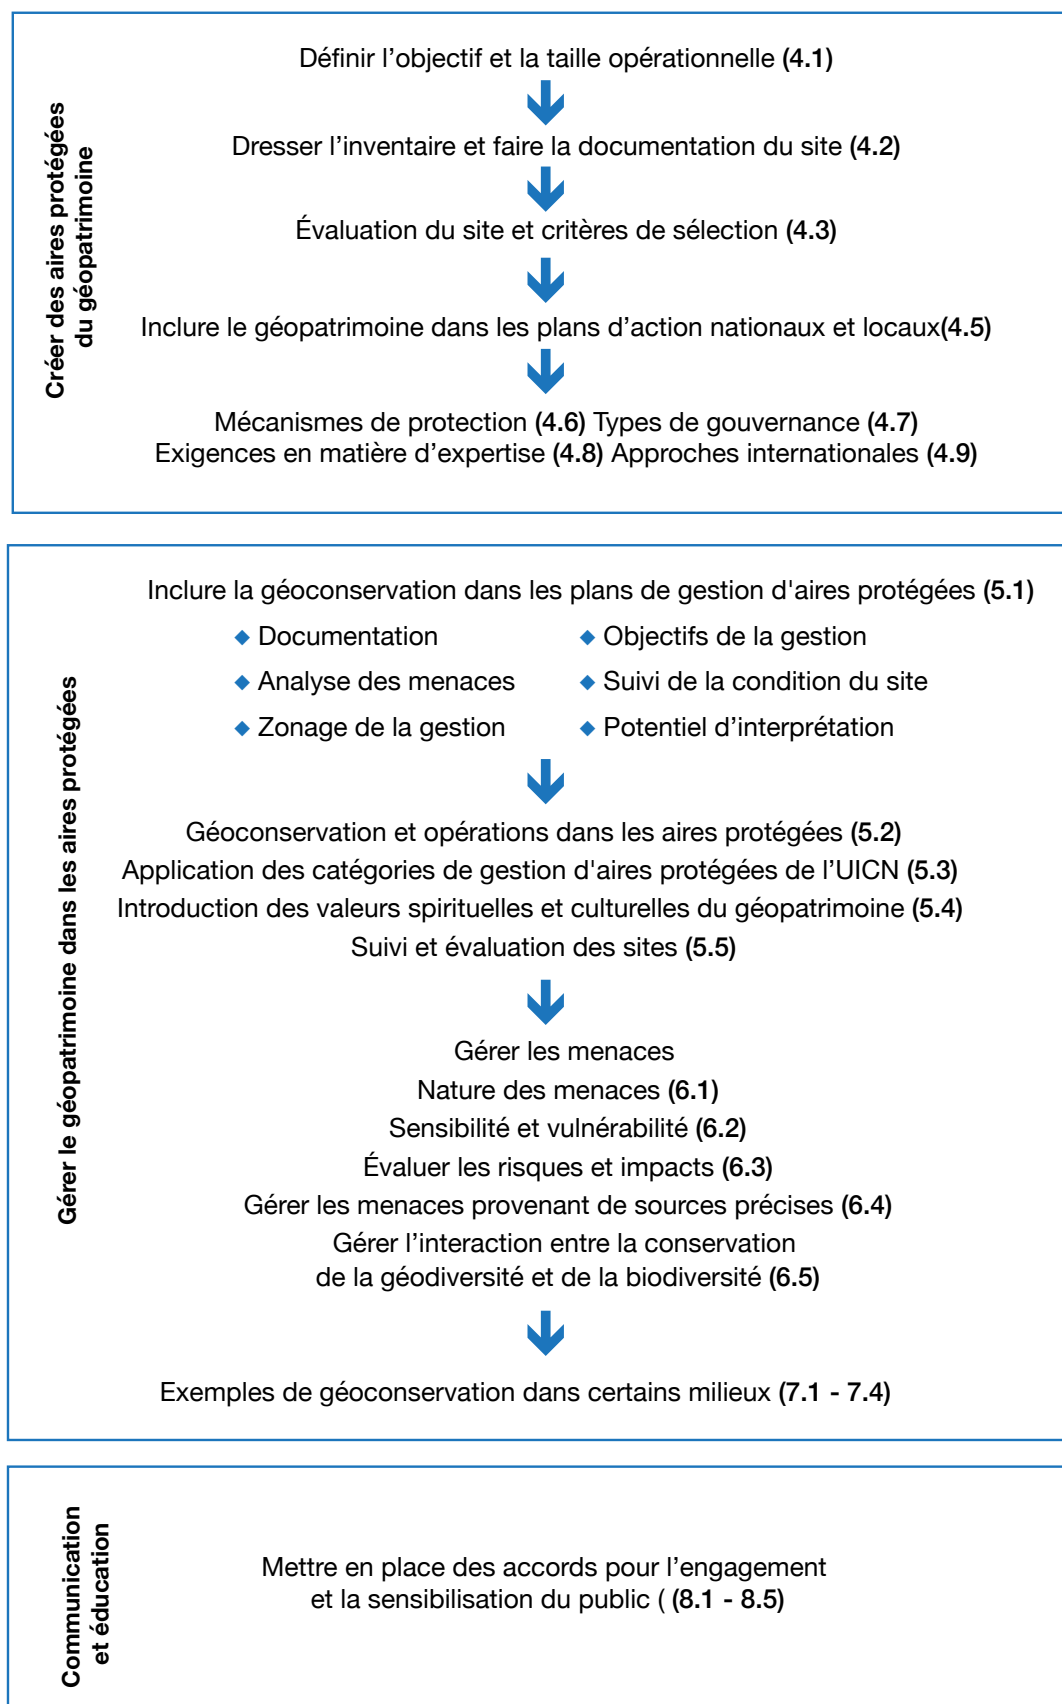 Créer des aires protégées
du géopatrimoine
Définir l’objectif et la taille opérationnelle (4.1)
Dresser l’inventaire et faire la documentation du site (4.2)
Évaluation du site et critères de sélection (4.3)
Inclure le géopatrimoine dans les plans d’action nationaux et locaux(4.5)
Mécanismes de protection (4.6) Types de gouvernance (4.7)
Exigences en matière d’expertise (4.8) Approches internationales (4.9)
Gérer le géopatrimoine dans les aires protégées
Inclure la géoconservation dans les plans de gestion d'aires protégées (5.1)
◆ Documentation
◆ Objectifs de la gestion
◆ Analyse des menaces
◆ Suivi de la condition du site
◆ Zonage de la gestion
◆ Potentiel d’interprétation
Géoconservation et opérations dans les aires protégées (5.2)
Application des catégories de gestion d'aires protégées de l’UICN (5.3)
Introduction des valeurs spirituelles et culturelles du géopatrimoine (5.4)
Suivi et évaluation des sites (5.5)
Gérer les menaces
Nature des menaces (6.1)
Sensibilité et vulnérabilité (6.2)
Évaluer les risques et impacts (6.3)
Gérer les menaces provenant de sources précises (6.4)
Gérer l’interaction entre la conservation
de la géodiversité et de la biodiversité (6.5)
Exemples de géoconservation dans certains milieux (7.1 - 7.4)
Communication
et éducation
Mettre en place des accords pour l’engagement
et la sensibilisation du public ( (8.1 - 8.5)